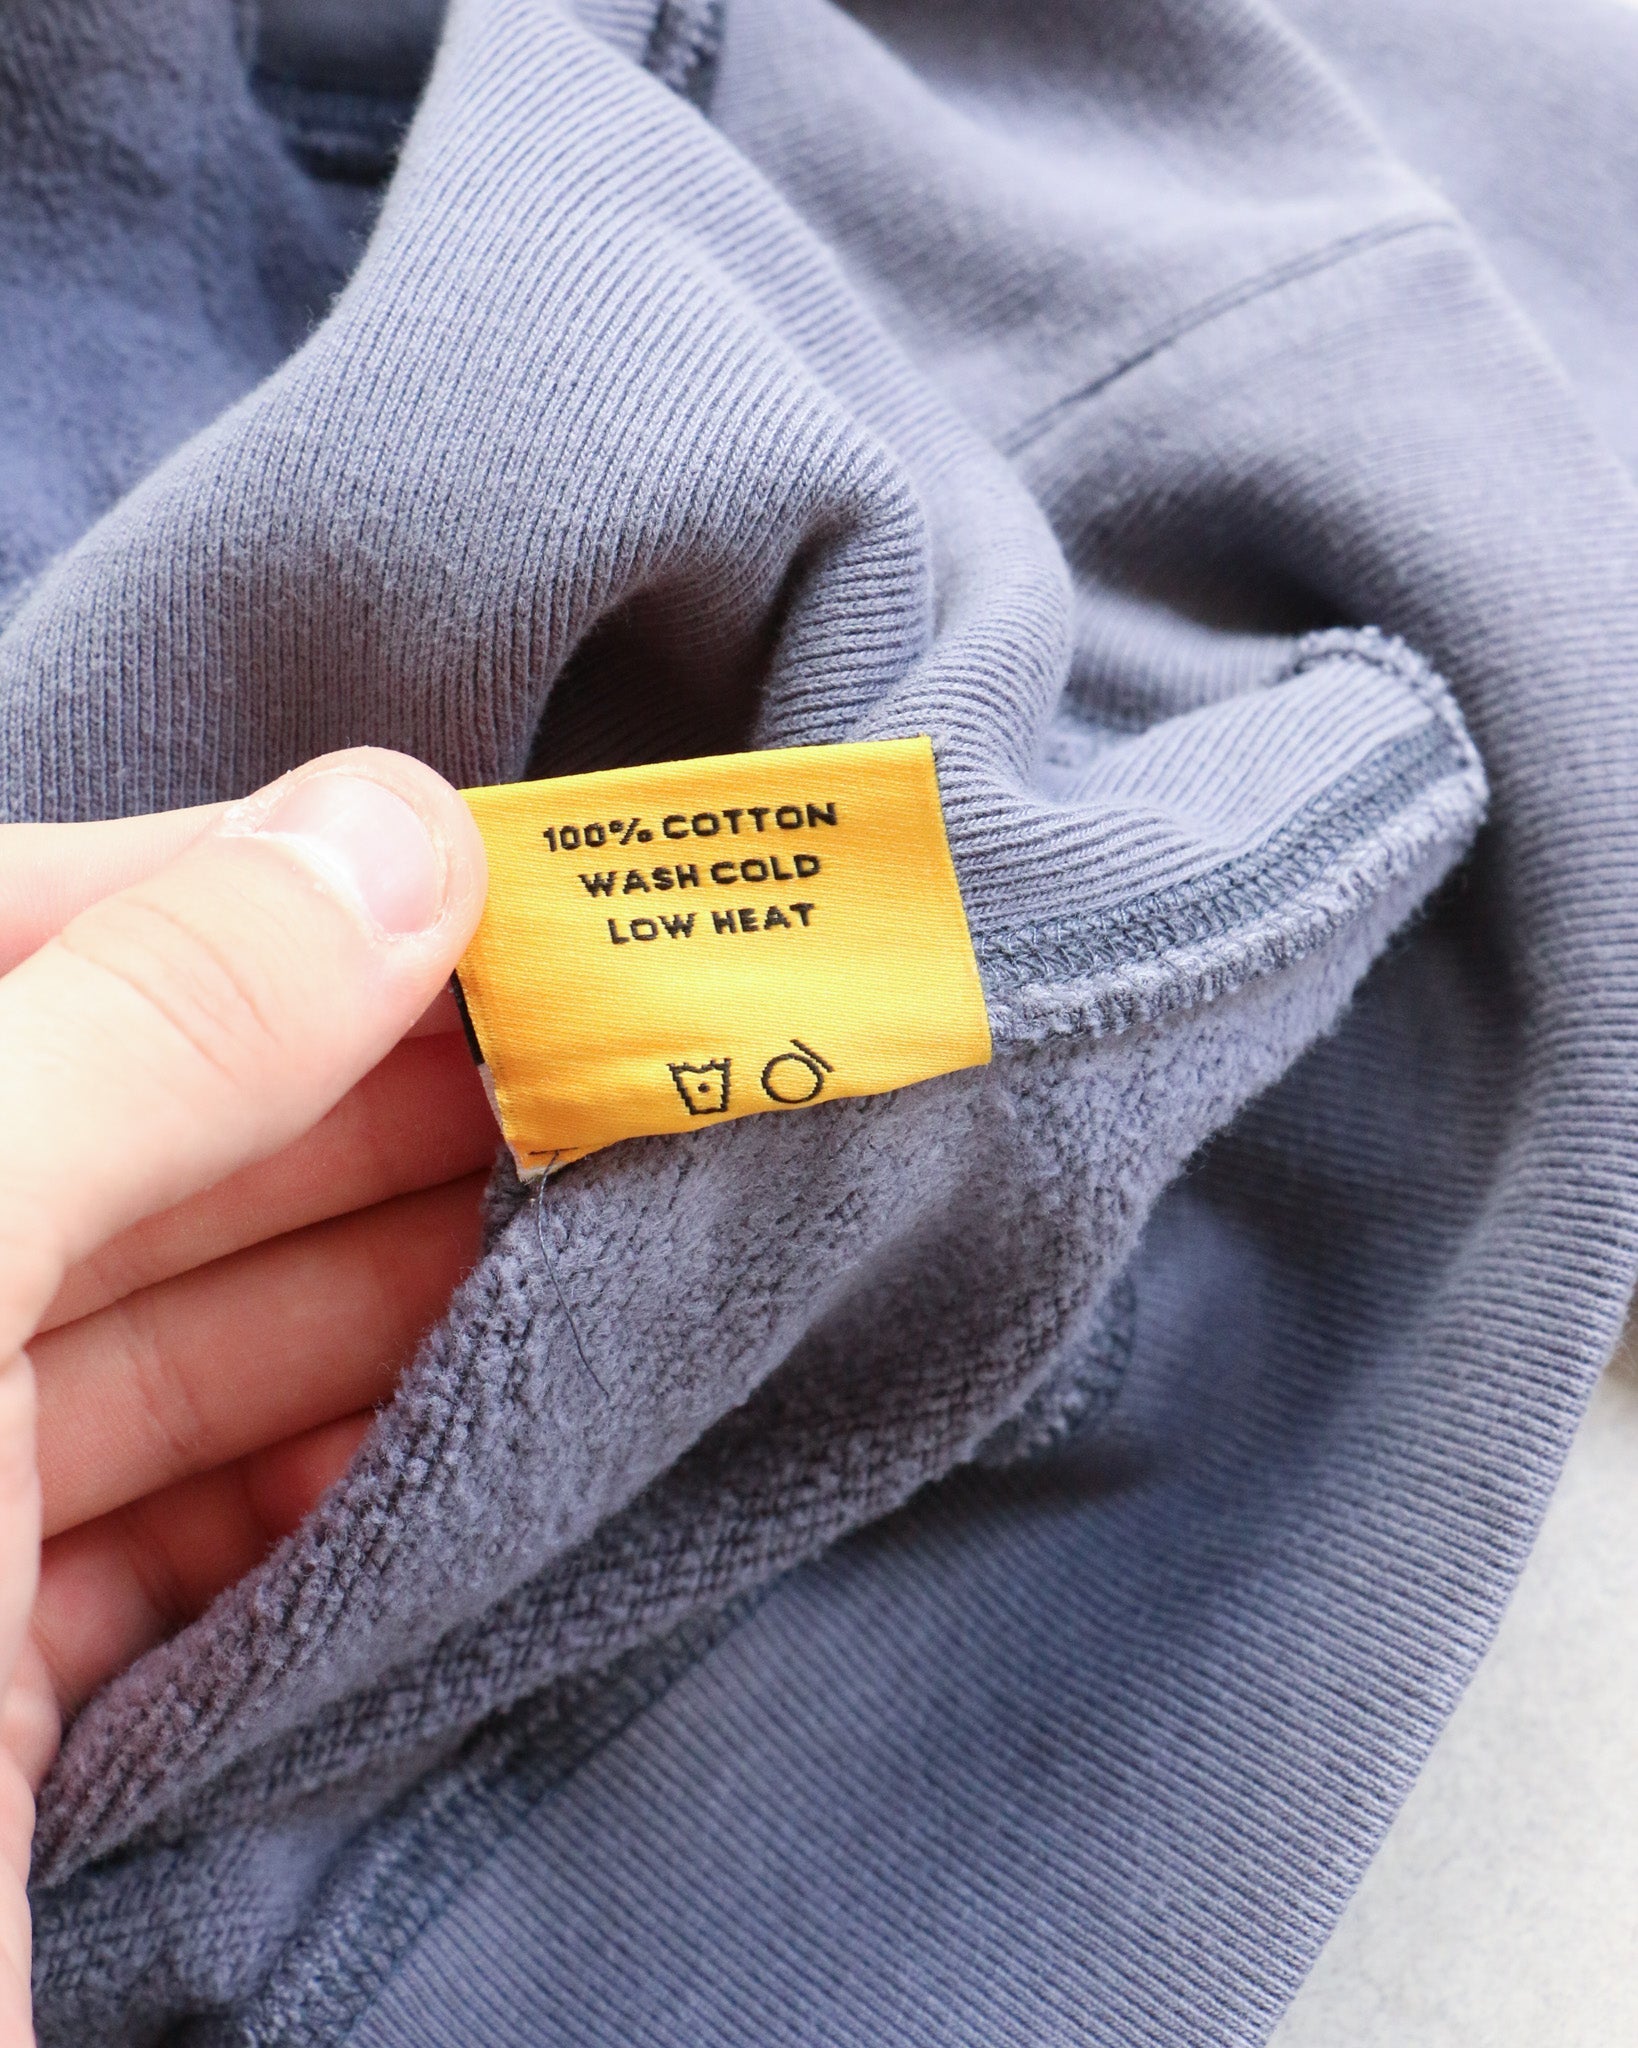 100% COTTON
WASH COLD
LOW HEAT